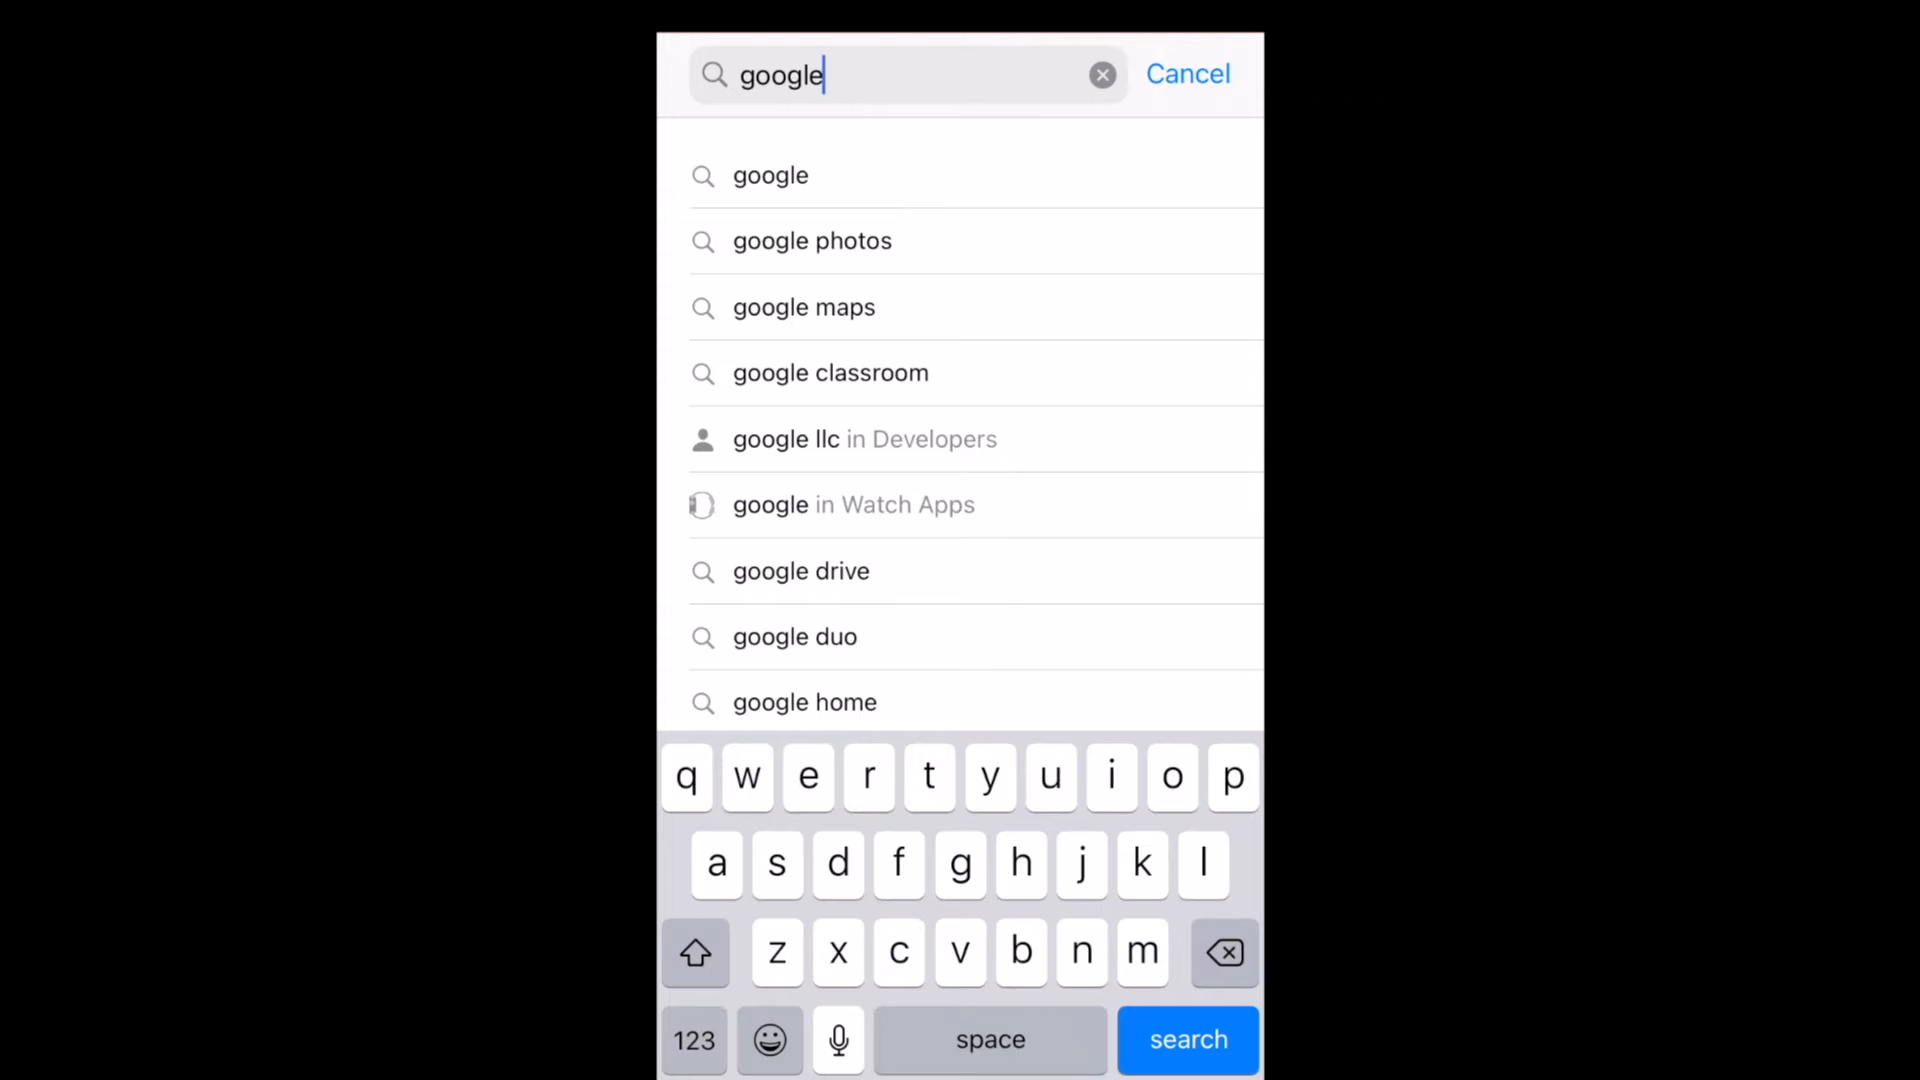 google
Cancel
google
google photos
google maps
google classroom
google llc in Developers
google in Watch Apps
google drive
google duo
google home
q w e r t y u i o p
a s d f g h j k l
z x c v b n m
123 space search